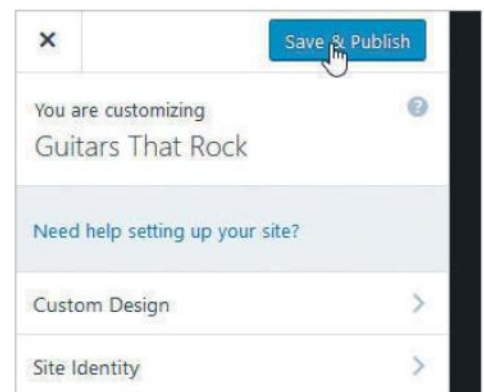 Save & Publish
You are customizing
Guitars That Rock
Need help setting up your site?
Custom Design
Site Identity